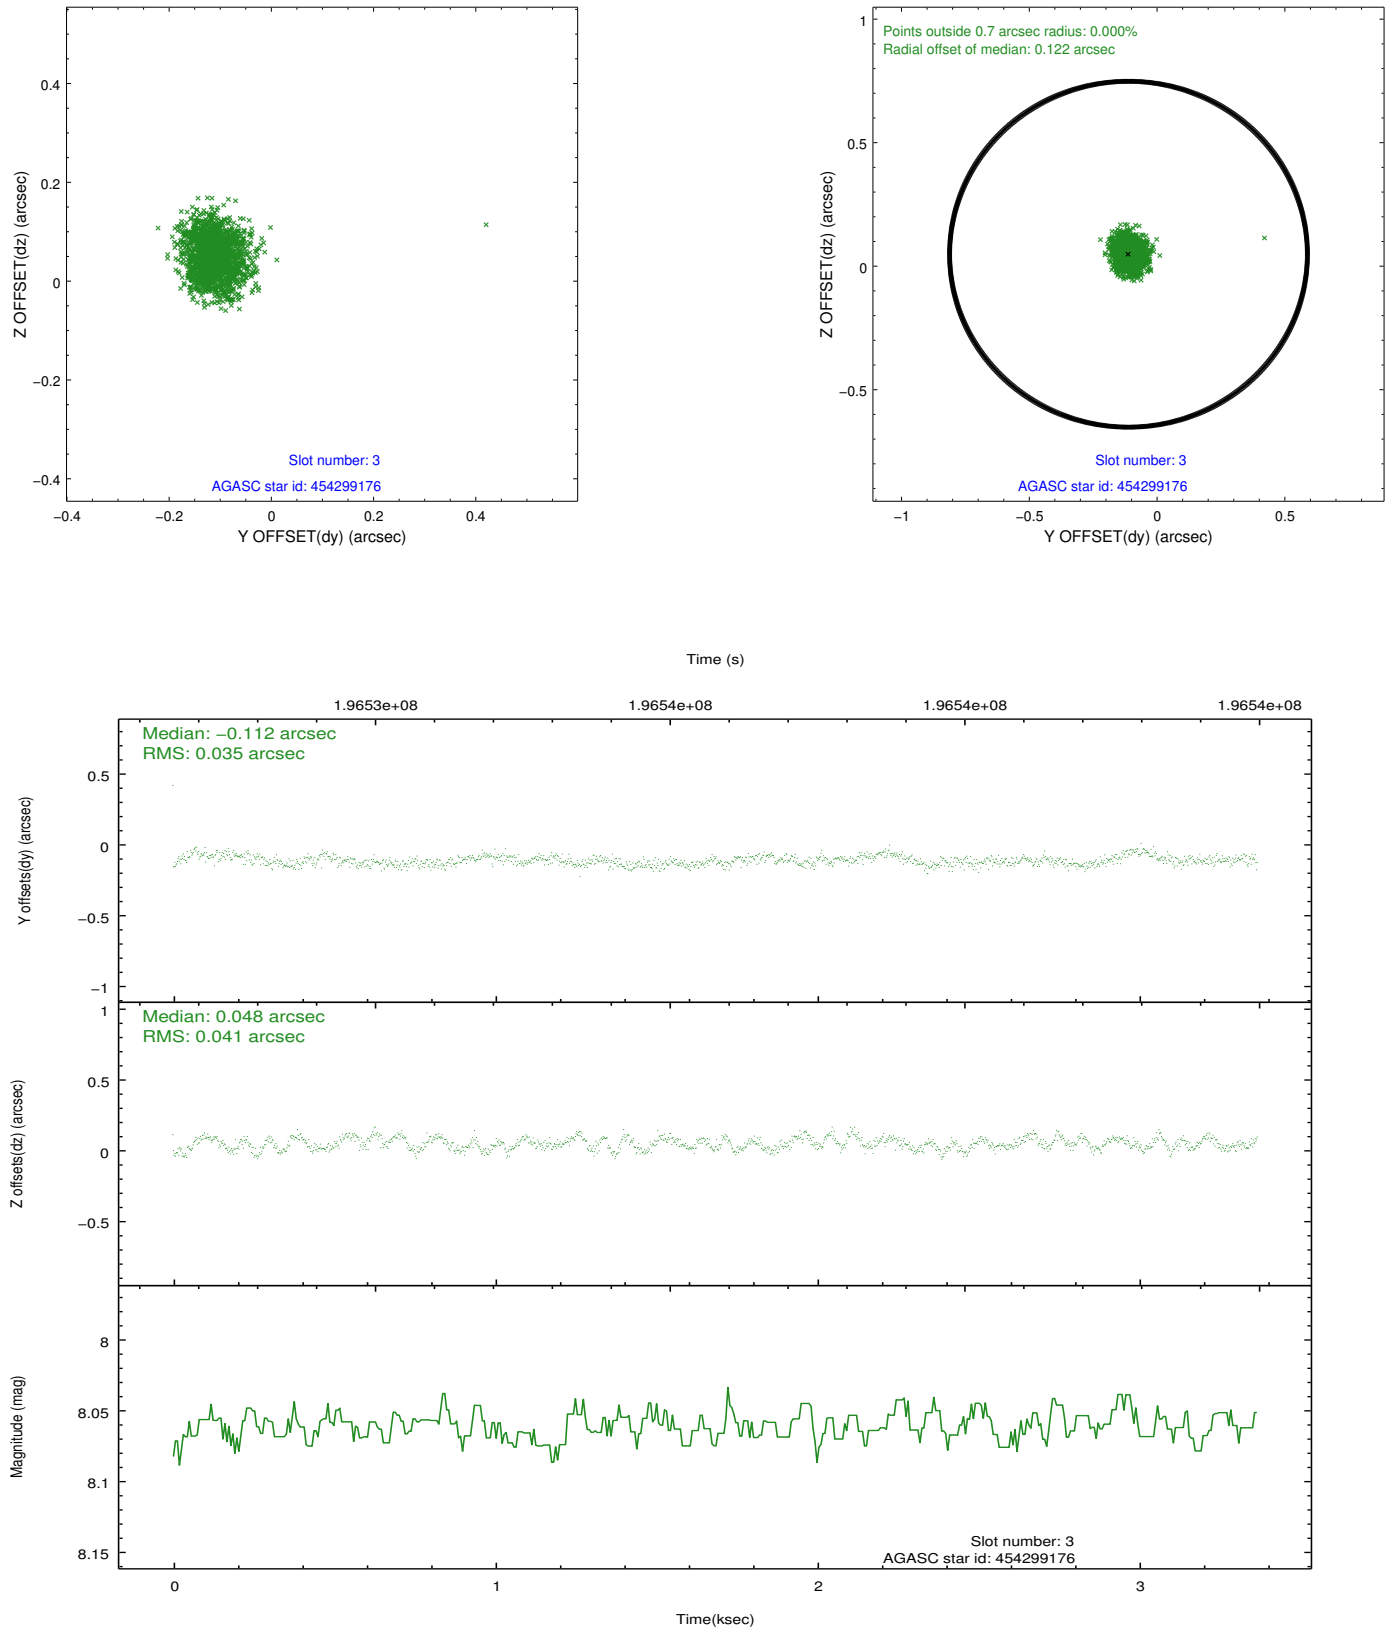 0.4
0.2
0
−0.2
−0.4
Z OFFSET(dz) (arcsec)
Slot number: 3
AGASC star id: 454299176
−0.4 −0.2 0 0.2 0.4
Y OFFSET(dy) (arcsec)
1
0.5
0
−0.5
Z OFFSET(dz) (arcsec)
Points outside 0.7 arcsec radius: 0.000%
Radial offset of median: 0.122 arcsec
Slot number: 3
AGASC star id: 454299176
−1 −0.5 0 0.5
Y OFFSET(dy) (arcsec)
Time (s)
1.9653e+08 1.9654e+08 1.9654e+08 1.9654e+08
Median: −0.112 arcsec
RMS: 0.035 arcsec
0.5
0
−0.5
−1
Y offsets(dy) (arcsec)
Median: 0.048 arcsec
RMS: 0.041 arcsec
1
0.5
0
−0.5
Z offsets(dz) (arcsec)
8
8.05
8.1
8.15
Magnitude (mag)
Slot number: 3
AGASC star id: 454299176
0 1 2 3
Time(ksec)